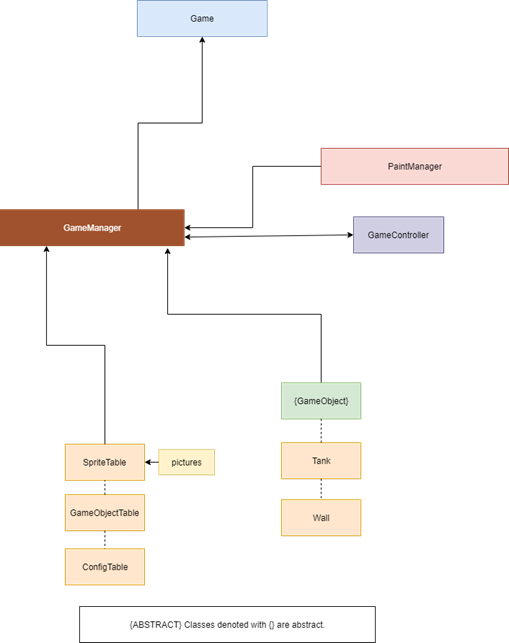 Game
PaintManager
GameManager
GameController
{GameObject}
SpriteTable
pictures
Tank
GameObjectTable
Wall
ConfigTable
{ABSTRACT} Classes denoted with {} are abstract.